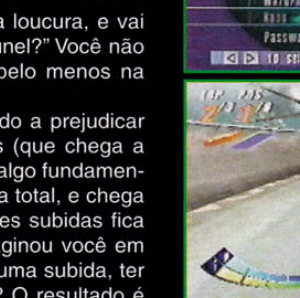 a loucura, e vai
unel?" Você não
pelo menos na
do a prejudicar
s (que chega a
algo fundamen-
a total, e chega
es subidas fica
aginou você em
uma subida, ter
? O resultado é
LAP POS